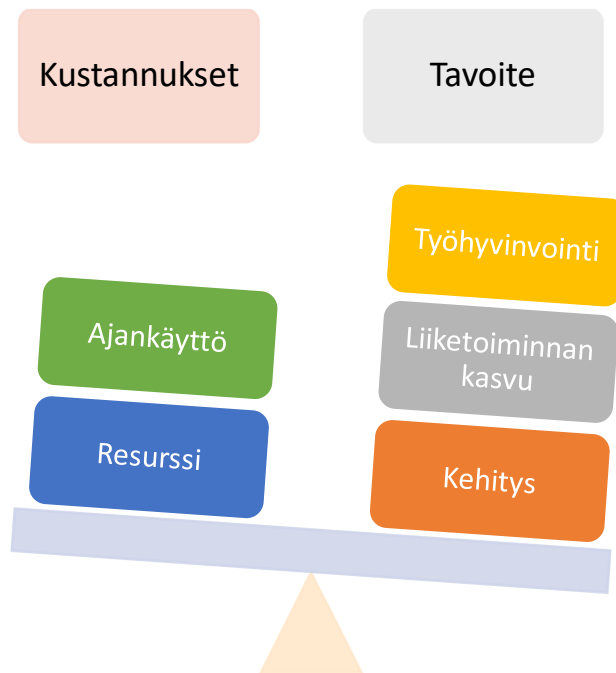 Kustannukset
Tavoite
Työhyvinvointi
Ajankäyttö
Liiketoiminnan
kasvu
Resurssi
Kehitys